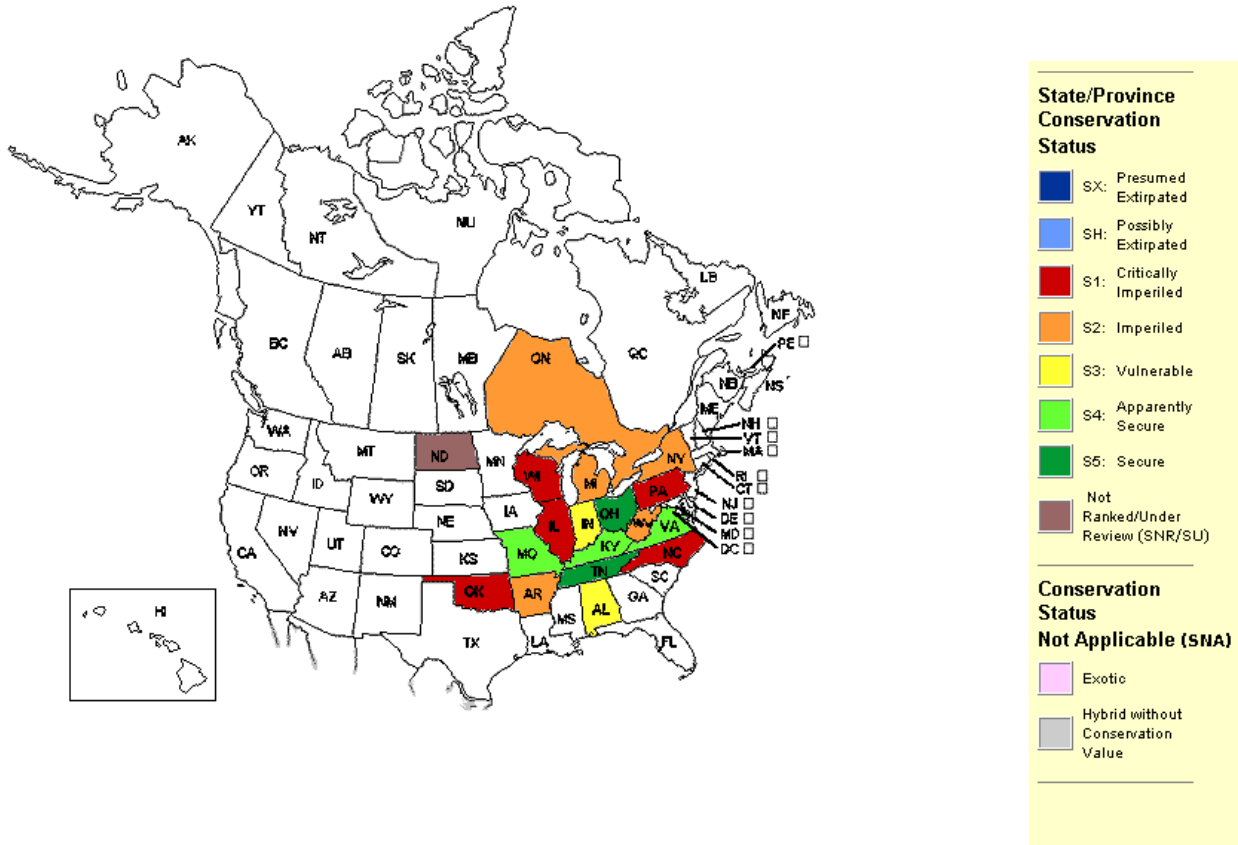 AK
YT
NT
NU
BC
AB
SK
MB
ON
QC
LB
NF
PE
NB
NS
ME
NH
VT
MA
RI
CT
NJ
DE
MD
DC
WA
OR
ID
MT
ND
MN
WI
MI
NY
PA
SD
WY
NE
IA
IL
IN
OH
WV
VA
KY
NV
CA
UT
CO
KS
MO
TN
NC
SC
AZ
NM
OK
AR
MS
AL
GA
TX
LA
FL
HI
State/Province
Conservation
Status
SX: Presumed
Extirpated
SH: Possibly
Extirpated
S1: Critically
Imperiled
S2: Imperiled
S3: Vulnerable
S4: Apparently
Secure
S5: Secure
Not
Ranked/Under
Review (SNR/SU)
Conservation
Status
Not Applicable (SNA)
Exotic
Hybrid without
Conservation
Value